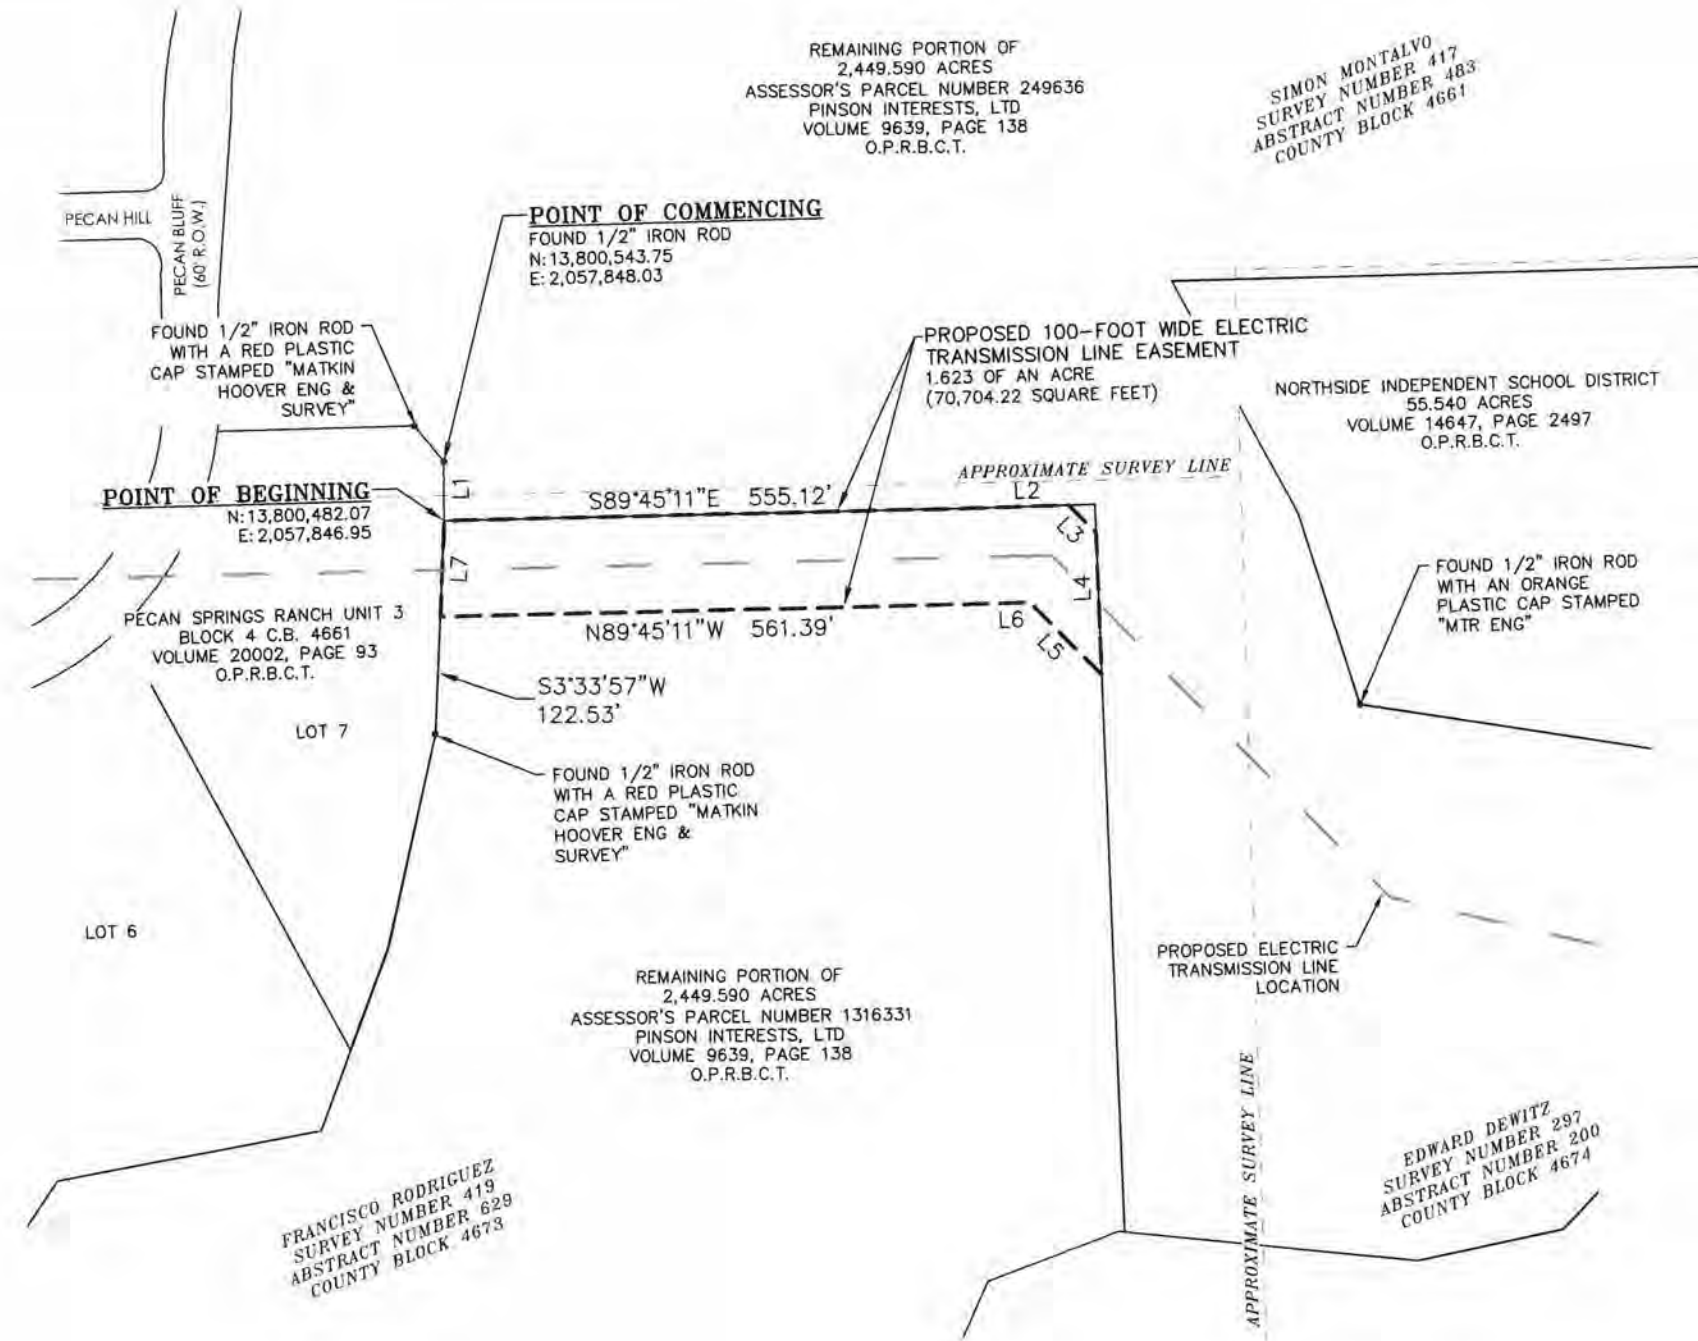 REMAINING PORTION OF
2,449.590 ACRES
ASSESSOR'S PARCEL NUMBER 249636
PINSON INTERESTS, LTD
VOLUME 9639, PAGE 138
O.P.R.B.C.T.
SIMON MONTALVO
SURVEY NUMBER 417
ABSTRACT NUMBER 483
COUNTY BLOCK 4661
PECAN HILL
PECAN BLUFF
(60' R.O.W.)
POINT OF COMMENCING
FOUND 1/2" IRON ROD
N: 13,800,543.75
E: 2,057,848.03
FOUND 1/2" IRON ROD
WITH A RED PLASTIC
CAP STAMPED "MATKIN
HOOVER ENG &
SURVEY"
PROPOSED 100-FOOT WIDE ELECTRIC
TRANSMISSION LINE EASEMENT
1.623 OF AN ACRE
(70,704.22 SQUARE FEET)
NORTHSIDE INDEPENDENT SCHOOL DISTRICT
55.540 ACRES
VOLUME 14647, PAGE 2497
O.P.R.B.C.T.
POINT OF BEGINNING
N: 13,800,482.07
E: 2,057,846.95
L1
S89°45'11"E 555.12'
APPROXIMATE SURVEY LINE
L2
L3
L4
L7
N89°45'11"W 561.39'
L6
L5
FOUND 1/2" IRON ROD
WITH AN ORANGE
PLASTIC CAP STAMPED
"MTR ENG"
PECAN SPRINGS RANCH UNIT 3
BLOCK 4 C.B. 4661
VOLUME 20002, PAGE 93
O.P.R.B.C.T.
S3°33'57"W
122.53'
LOT 7
FOUND 1/2" IRON ROD
WITH A RED PLASTIC
CAP STAMPED "MATKIN
HOOVER ENG &
SURVEY"
LOT 6
PROPOSED ELECTRIC
TRANSMISSION LINE
LOCATION
REMAINING PORTION OF
2,449.590 ACRES
ASSESSOR'S PARCEL NUMBER 1316331
PINSON INTERESTS, LTD
VOLUME 9639, PAGE 138
O.P.R.B.C.T.
APPROXIMATE SURVEY LINE
FRANCISCO RODRIGUEZ
SURVEY NUMBER 419
ABSTRACT NUMBER 629
COUNTY BLOCK 4673
EDWARD DEWITZ
SURVEY NUMBER 297
ABSTRACT NUMBER 200
COUNTY BLOCK 4674